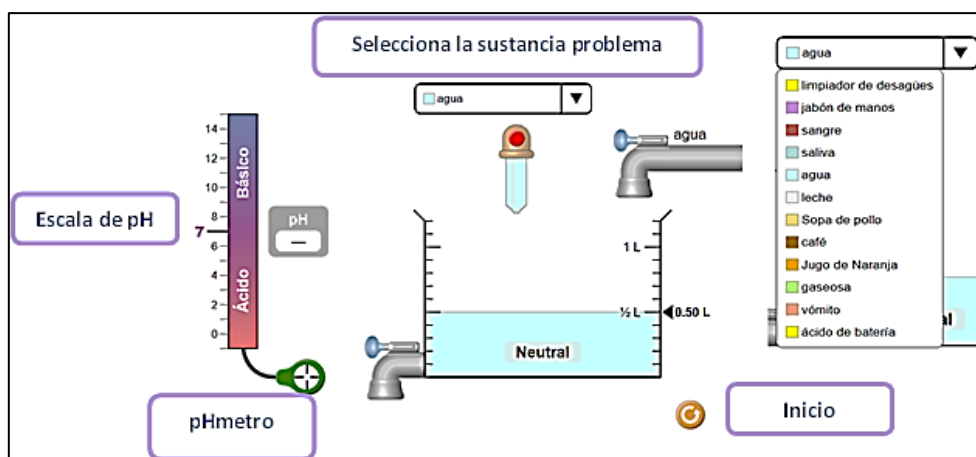 Selecciona la sustancia problema
agua
agua
14
12
10
8
7
6
4
2
0
Básico
Ácido
pH
—
Escala de pH
pHmetro
agua
1 L
½ L
0.50 L
Neutral
Inicio
agua
limpiador de desagües
jabón de manos
sangre
saliva
agua
leche
Sopa de pollo
café
Jugo de Naranja
gaseosa
vómito
ácido de batería
al